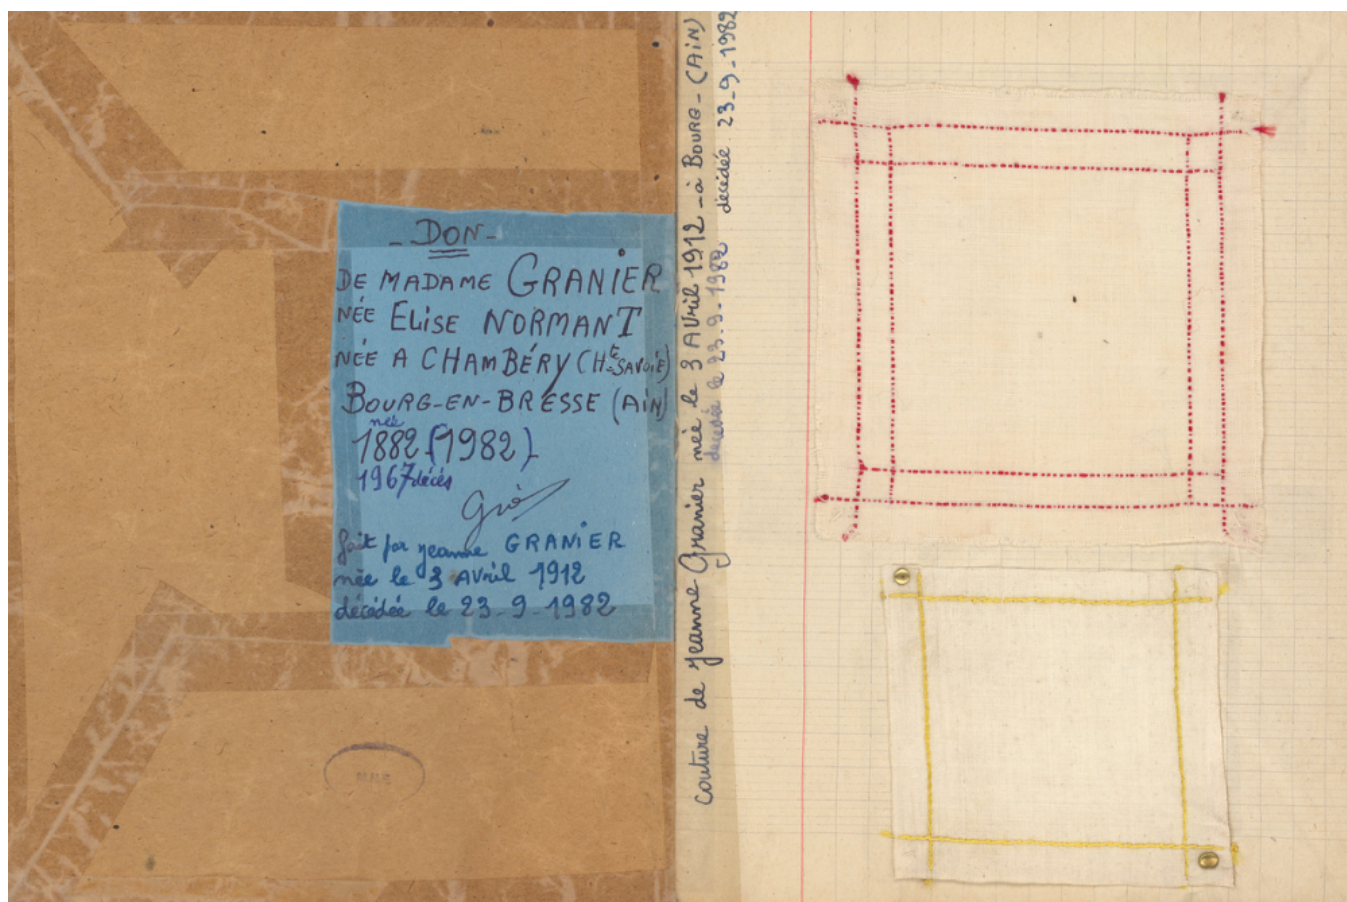 - DON -
DE MADAME GRANIER
NÉE ELISE NORMANT
NÉE A CHAMBÉRY (HTE SAVOIE)
BOURG-EN-BRESSE (AIN)
née
1882 (1982)
1967 décès
fait par jeanne GRANIER
née le 3 AVril 1912
décédée le 23-9-1982
couture de jeanne Granier née le 3 AVril 1912 - à BOURG - (AiN)
décédée le 23.9.1982 décédée 23-9-1982